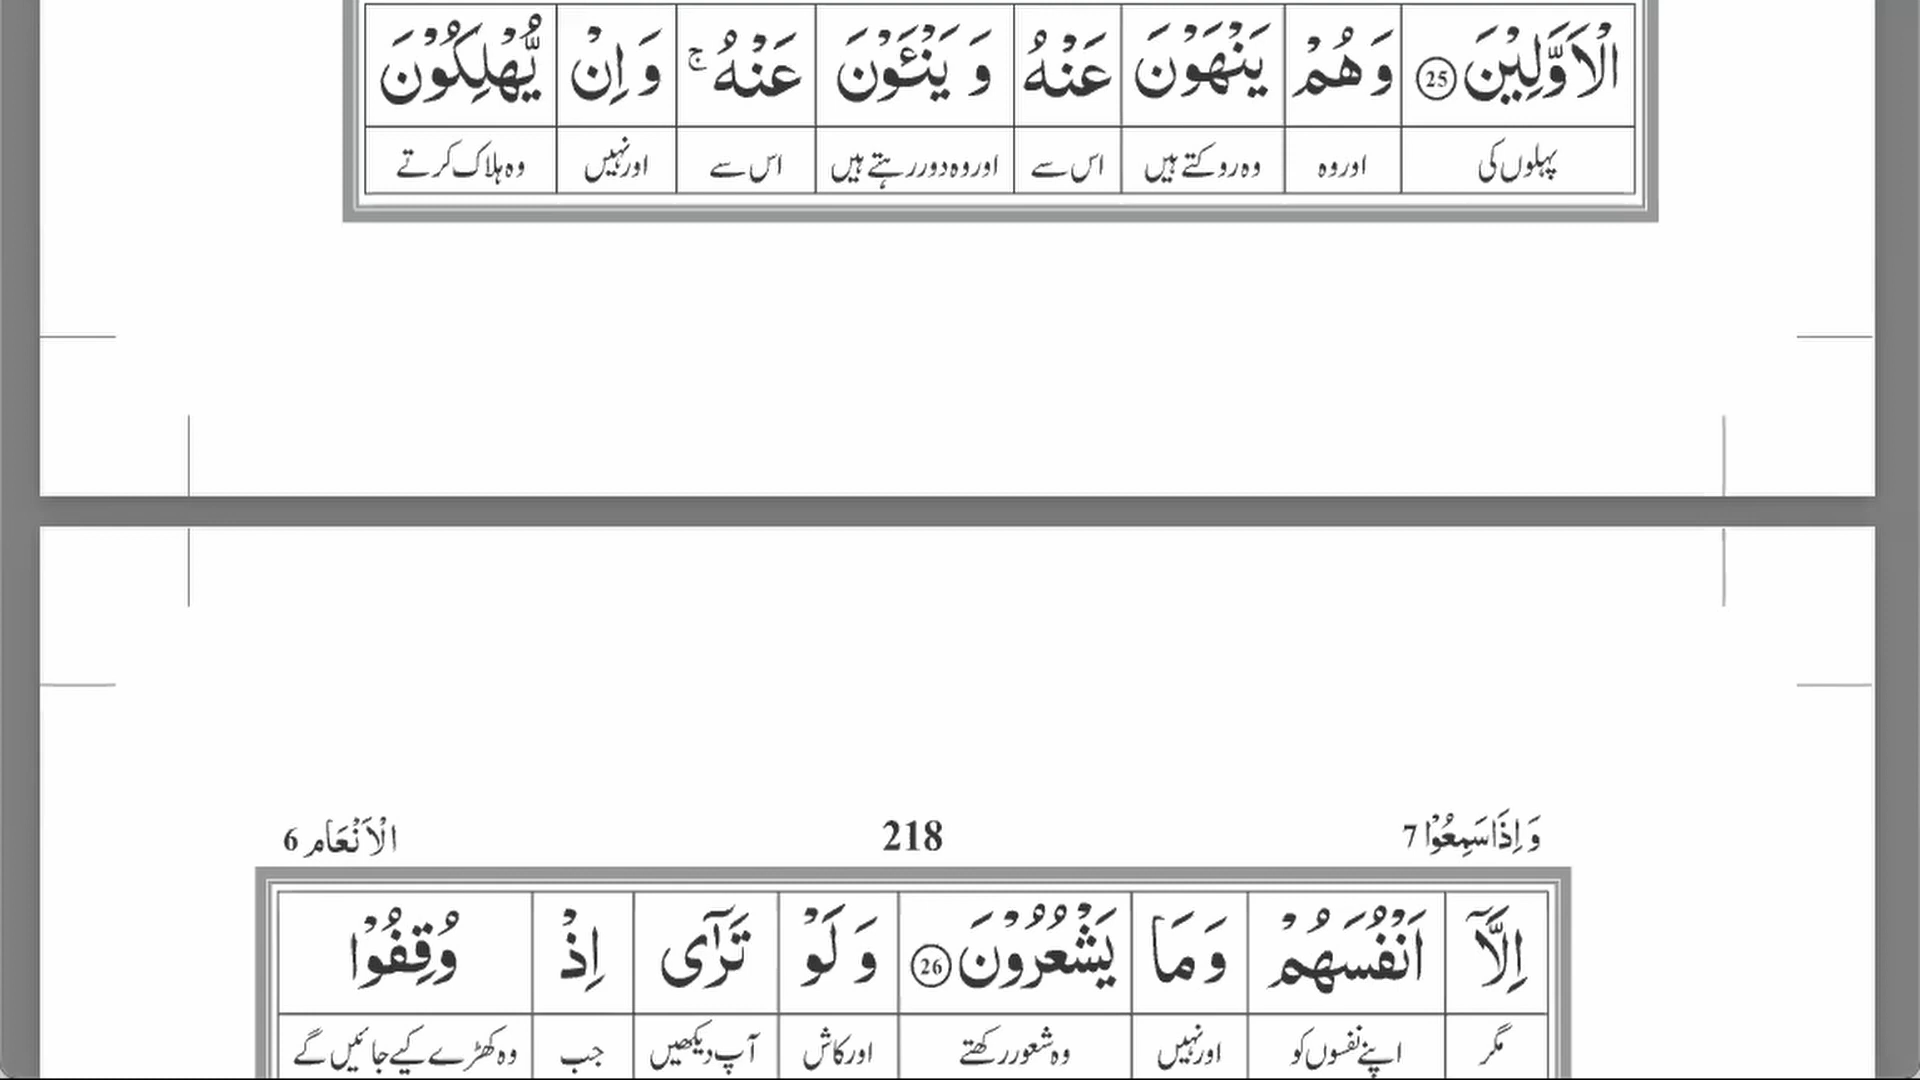 الْاَوَّلِيْنَ 25 وَهُمْ يَنْهَوْنَ عَنْهُ وَ يَنْـَٔوْنَ عَنْهُ ۚ وَ اِنْ يُّهْلِكُوْنَ
پہلوں کی اور وہ وہ روکتے ہیں اس سے اور وہ دور رہتے ہیں اس سے اور نہیں وہ ہلاک کرتے
وَ اِذَا سَمِعُوْا 7 218 الْاَنْعَام 6
اِلَّاۤ اَنْفُسَهُمْ وَ مَا يَشْعُرُوْنَ 26 وَ لَوْ تَرٰۤى اِذْ وُقِفُوْا
مگر اپنے نفسوں کو اور نہیں وہ شعور رکھتے اور کاش آپ دیکھیں جب وہ کھڑے کیے جائیں گے